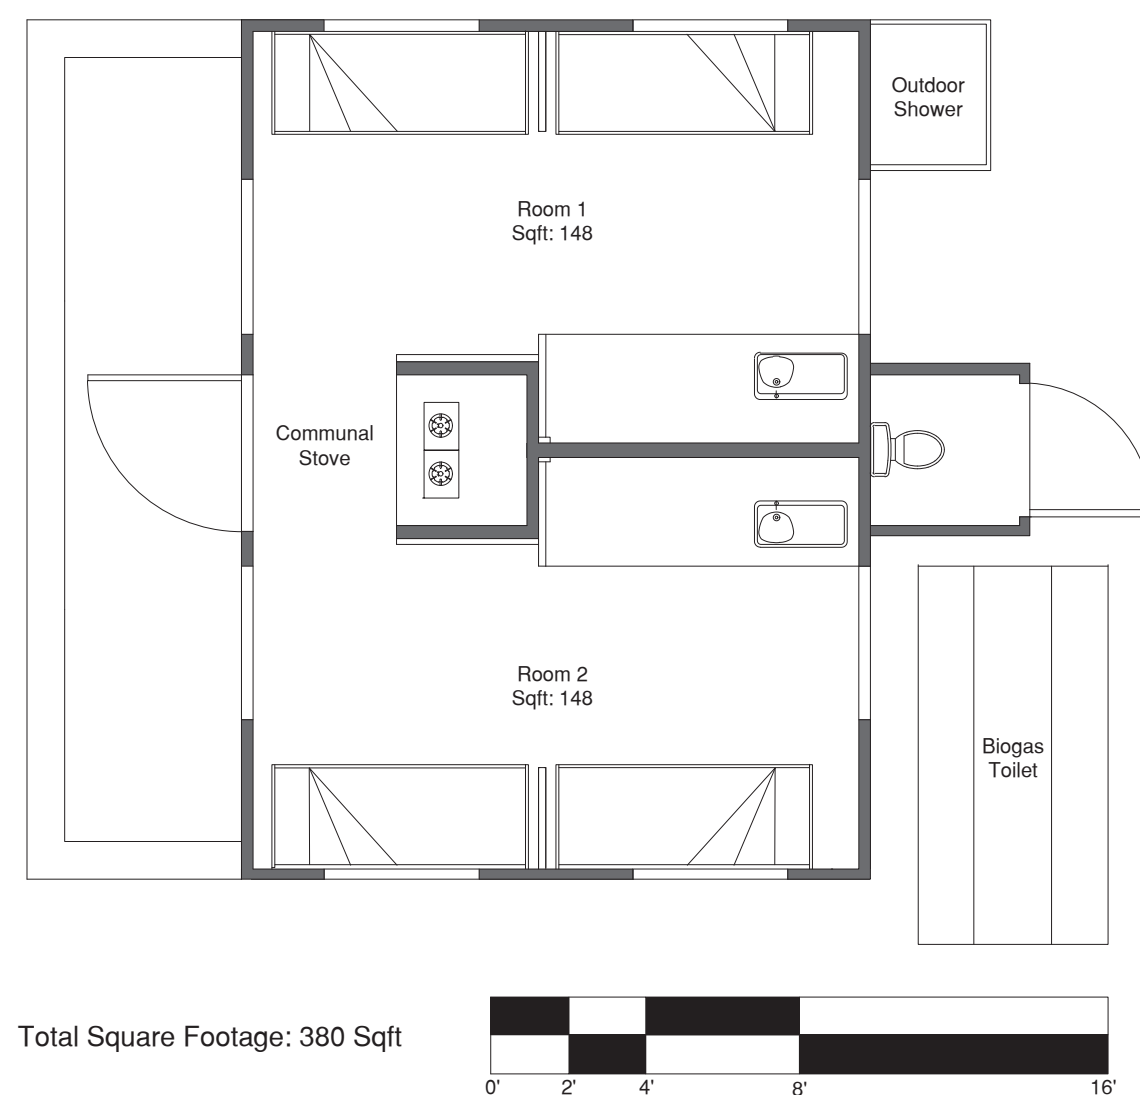 Outdoor
Shower
Room 1
Sqft: 148
Communal
Stove
Room 2
Sqft: 148
Biogas
Toilet
Total Square Footage: 380 Sqft
0' 2' 4' 8' 16'